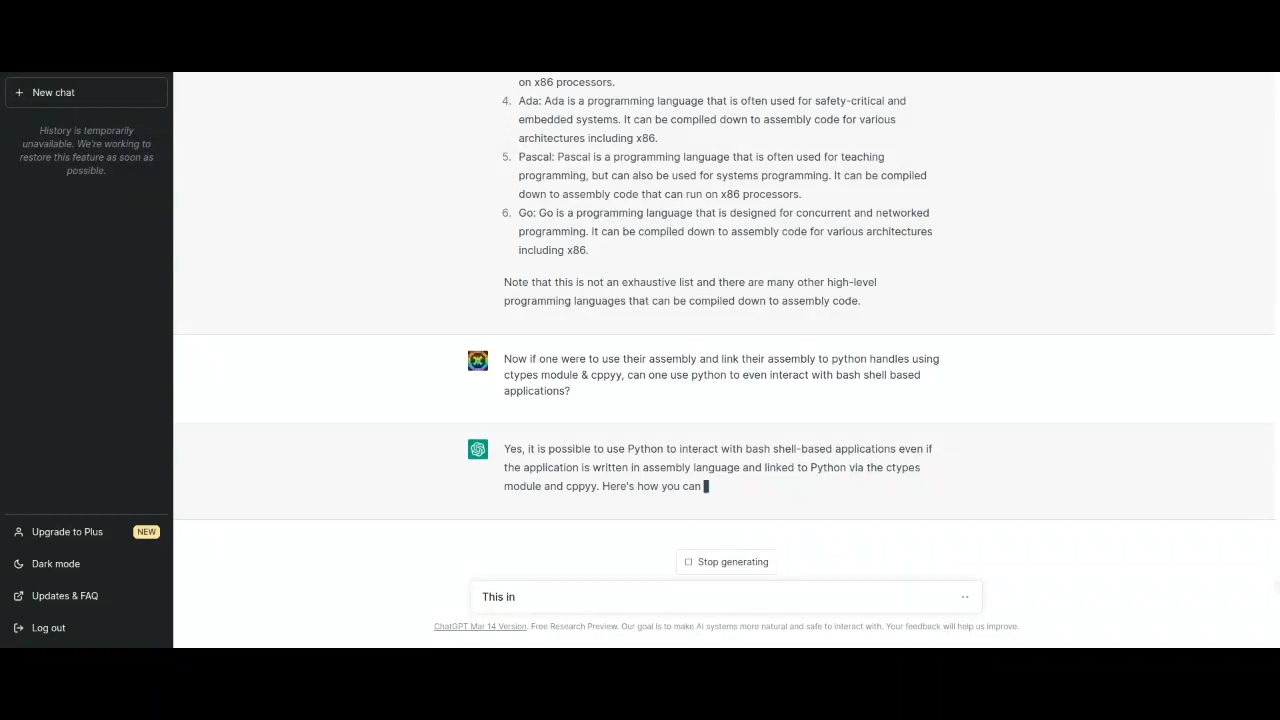 New chat
History is temporarily
unavailable. We're working to
restore this feature as soon as
possible.
on x86 processors.
4. Ada: Ada is a programming language that is often used for safety-critical and
embedded systems. It can be compiled down to assembly code for various
architectures including x86.
5. Pascal: Pascal is a programming language that is often used for teaching
programming, but can also be used for systems programming. It can be compiled
down to assembly code that can run on x86 processors.
6. Go: Go is a programming language that is designed for concurrent and networked
programming. It can be compiled down to assembly code for various architectures
including x86.
Note that this is not an exhaustive list and there are many other high-level
programming languages that can be compiled down to assembly code.
Now if one were to use their assembly and link their assembly to python handles using
ctypes module & cppyy, can one use python to even interact with bash shell based
applications?
Yes, it is possible to use Python to interact with bash shell-based applications even if
the application is written in assembly language and linked to Python via the ctypes
module and cppyy. Here's how you can
Upgrade to Plus NEW
Dark mode
Updates & FAQ
Log out
Stop generating
This in
ChatGPT Mar 14 Version. Free Research Preview. Our goal is to make AI systems more natural and safe to interact with. Your feedback will help us improve.